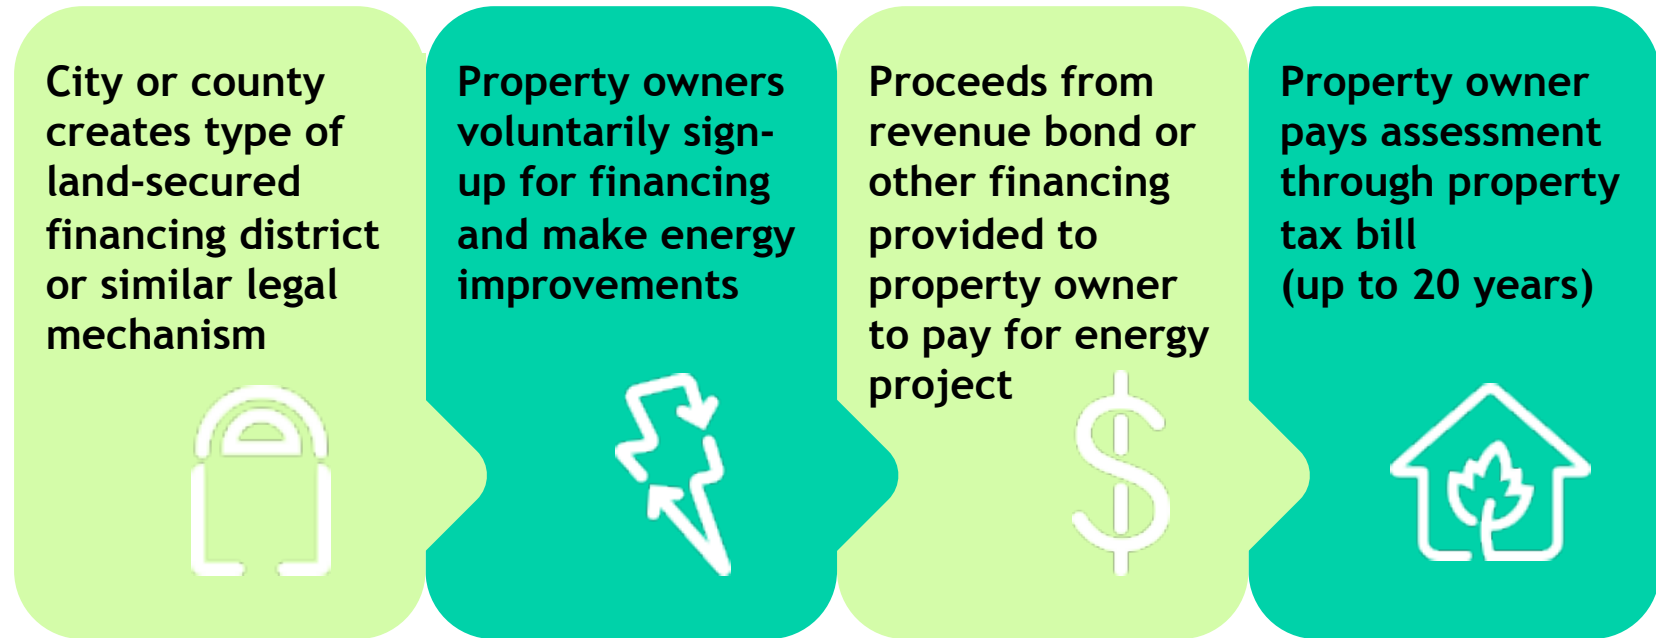 City or county
creates type of
land-secured
financing district
or similar legal
mechanism
Property owners
voluntarily sign-
up for financing
and make energy
improvements
Proceeds from
revenue bond or
other financing
provided to
property owner
to pay for energy
project
Property owner
pays assessment
through property
tax bill
(up to 20 years)